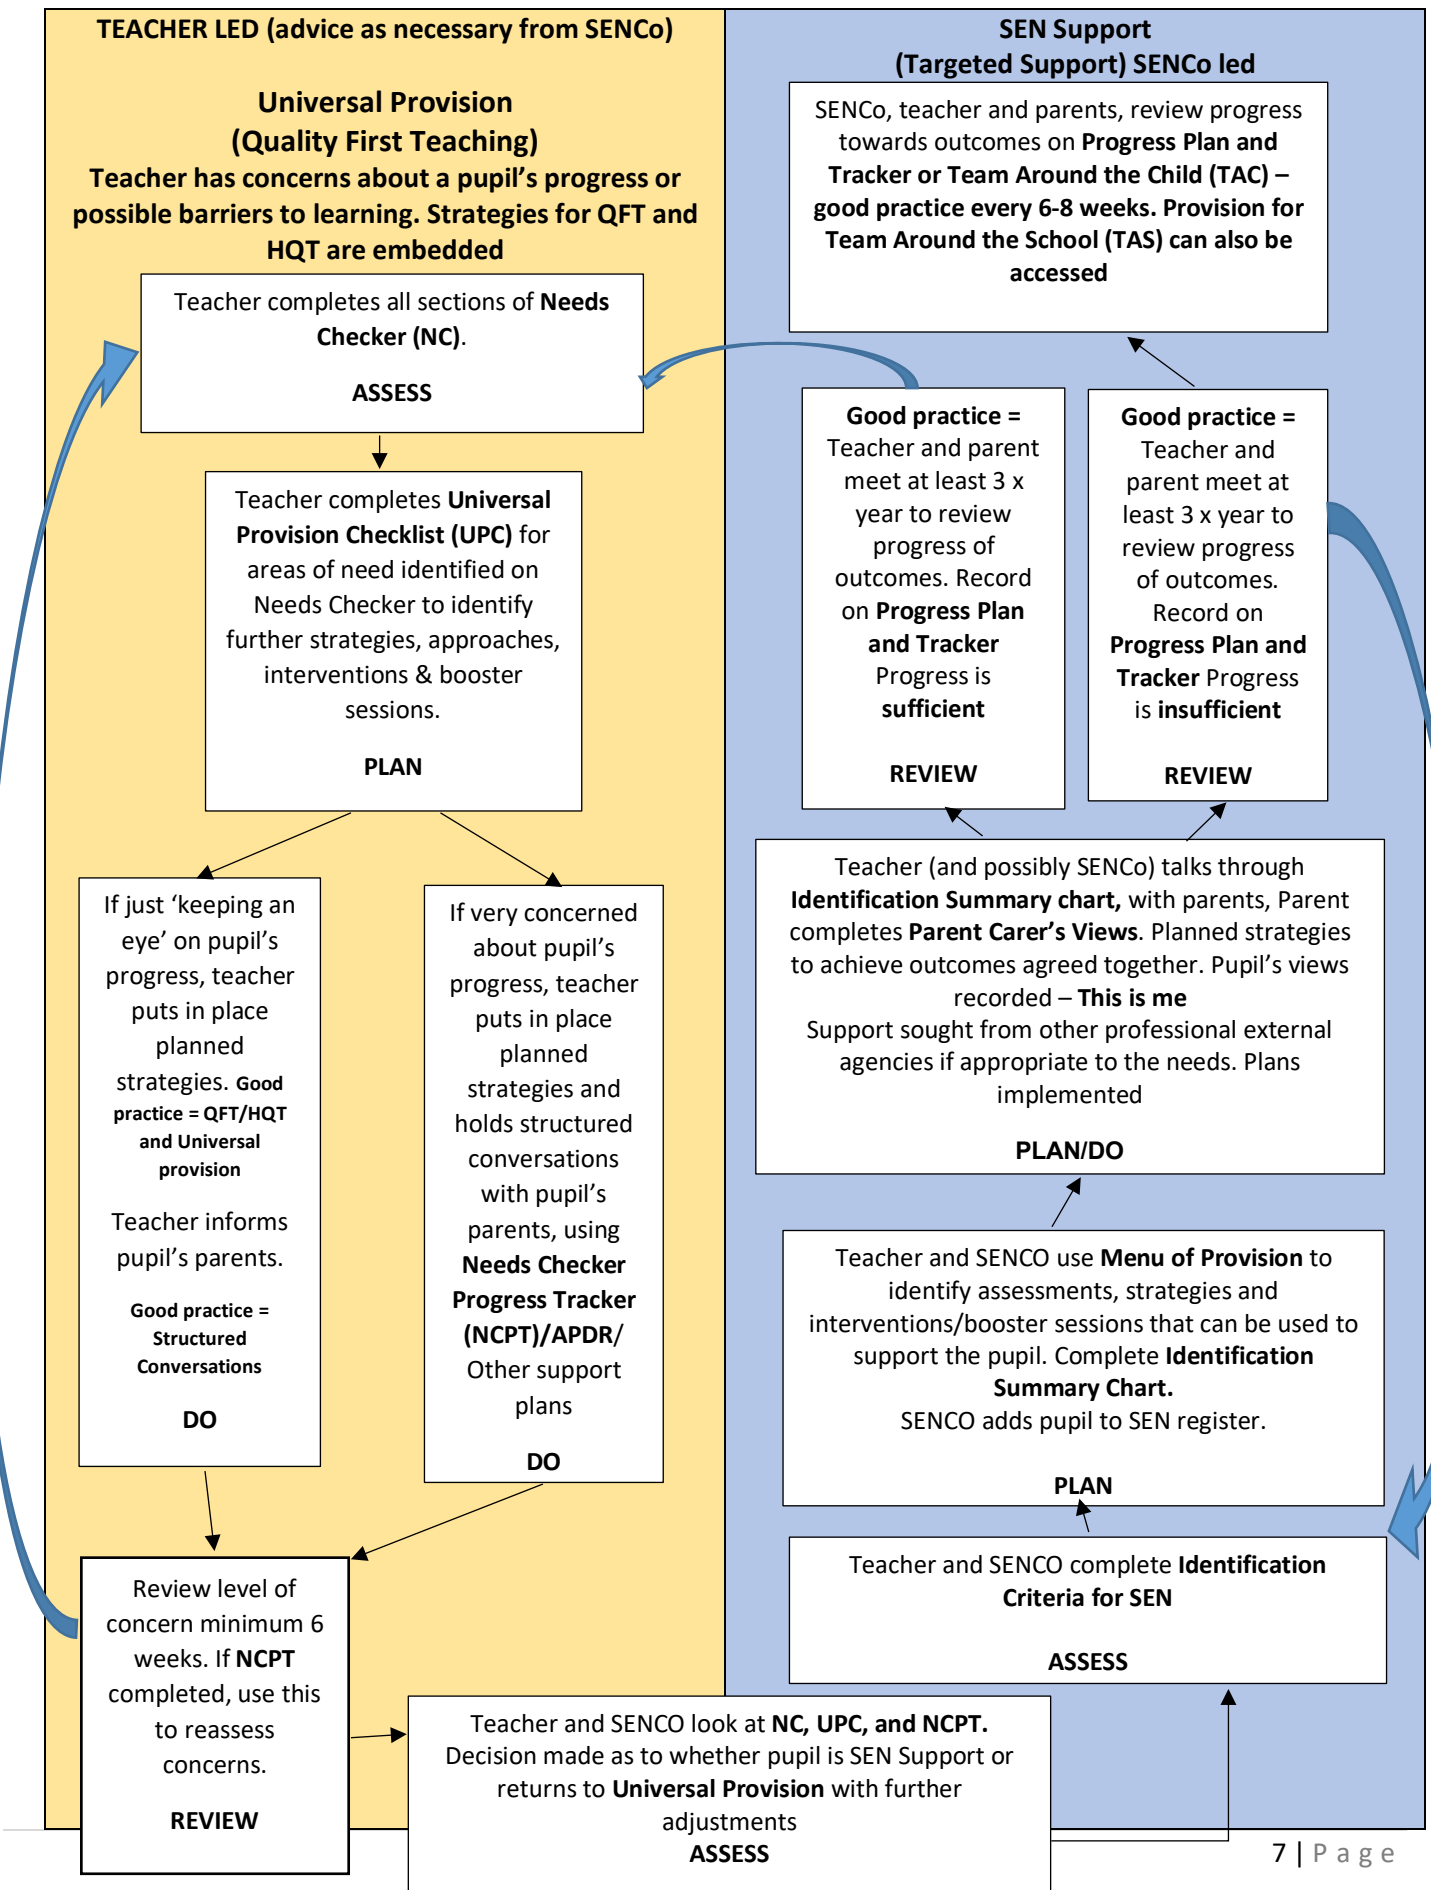 TEACHER LED (advice as necessary from SENCo)
Universal Provision
(Quality First Teaching)
Teacher has concerns about a pupil's progress or
possible barriers to learning. Strategies for QFT and
HQT are embedded
Teacher completes all sections of Needs
Checker (NC).
ASSESS
Teacher completes Universal
Provision Checklist (UPC) for
areas of need identified on
Needs Checker to identify
further strategies, approaches,
interventions & booster
sessions.
PLAN
If just ‘keeping an
eye’ on pupil’s
progress, teacher
puts in place
planned
strategies. Good
practice = QFT/HQT
and Universal
provision
Teacher informs
pupil’s parents.
Good practice =
Structured
Conversations
DO
If very concerned
about pupil’s
progress, teacher
puts in place
planned
strategies and
holds structured
conversations
with pupil’s
parents, using
Needs Checker
Progress Tracker
(NCPT)/APDR/
Other support
plans
DO
Review level of
concern minimum 6
weeks. If NCPT
completed, use this
to reassess
concerns.
REVIEW
Teacher and SENCO look at NC, UPC, and NCPT.
Decision made as to whether pupil is SEN Support or
returns to Universal Provision with further
adjustments
ASSESS
SEN Support
(Targeted Support) SENCo led
SENCo, teacher and parents, review progress
towards outcomes on Progress Plan and
Tracker or Team Around the Child (TAC) –
good practice every 6-8 weeks. Provision for
Team Around the School (TAS) can also be
accessed
Good practice =
Teacher and parent
meet at least 3 x
year to review
progress of
outcomes. Record
on Progress Plan
and Tracker
Progress is
sufficient
REVIEW
Good practice =
Teacher and
parent meet at
least 3 x year to
review progress
of outcomes.
Record on
Progress Plan and
Tracker Progress
is insufficient
REVIEW
Teacher (and possibly SENCo) talks through
Identification Summary chart, with parents, Parent
completes Parent Carer’s Views. Planned strategies
to achieve outcomes agreed together. Pupil’s views
recorded – This is me
Support sought from other professional external
agencies if appropriate to the needs. Plans
implemented
PLAN/DO
Teacher and SENCO use Menu of Provision to
identify assessments, strategies and
interventions/booster sessions that can be used to
support the pupil. Complete Identification
Summary Chart.
SENCO adds pupil to SEN register.
PLAN
Teacher and SENCO complete Identification
Criteria for SEN
ASSESS
7 | Page